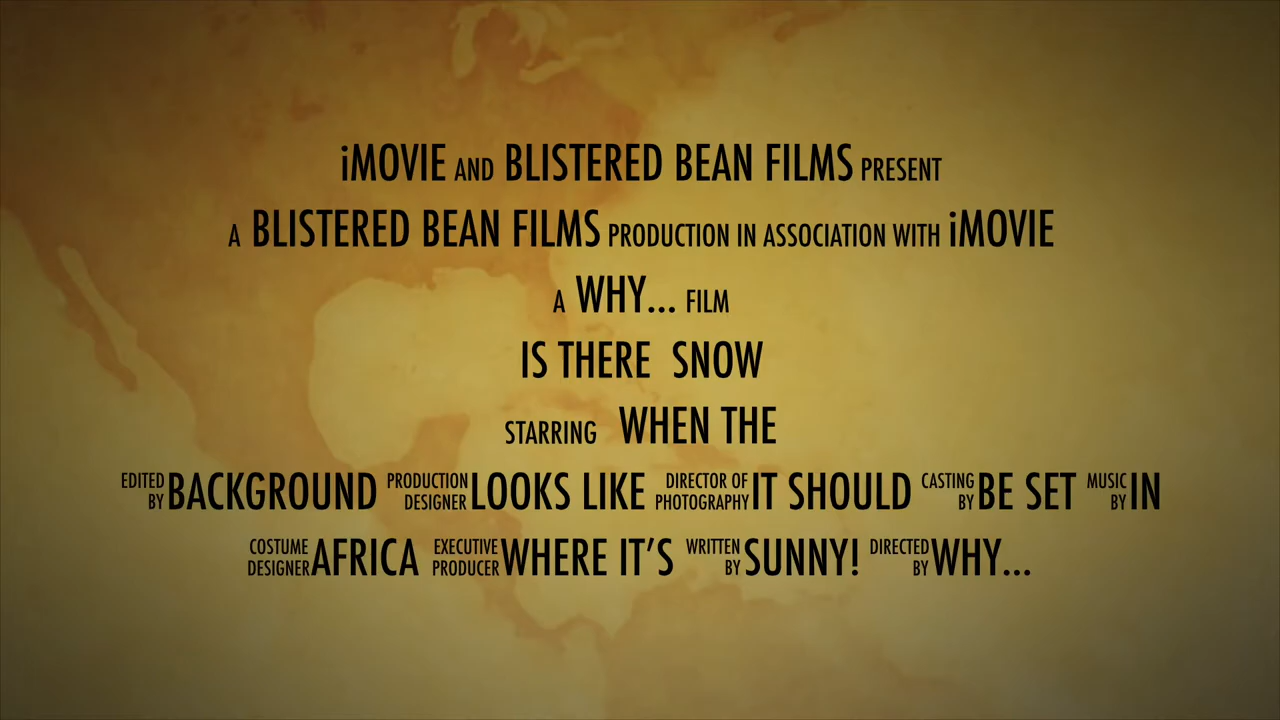 iMOVIE AND BLISTERED BEAN FILMS PRESENT
A BLISTERED BEAN FILMS PRODUCTION IN ASSOCIATION WITH iMOVIE
A WHY... FILM
IS THERE SNOW
STARRING WHEN THE
EDITED BY BACKGROUND PRODUCTION DESIGNER LOOKS LIKE DIRECTOR OF PHOTOGRAPHY IT SHOULD CASTING BY BE SET MUSIC BY IN
COSTUME DESIGNER AFRICA EXECUTIVE PRODUCER WHERE IT'S WRITTEN BY SUNNY! DIRECTED BY WHY...